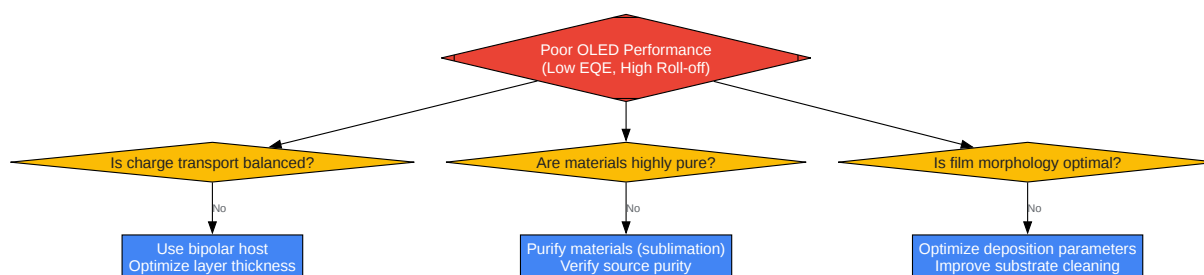 Poor OLED Performance
(Low EQE, High Roll-off)
Is charge transport balanced?
Are materials highly pure?
Is film morphology optimal?
No
No
No
Use bipolar host
Optimize layer thickness
Purify materials (sublimation)
Verify source purity
Optimize deposition parameters
Improve substrate cleaning